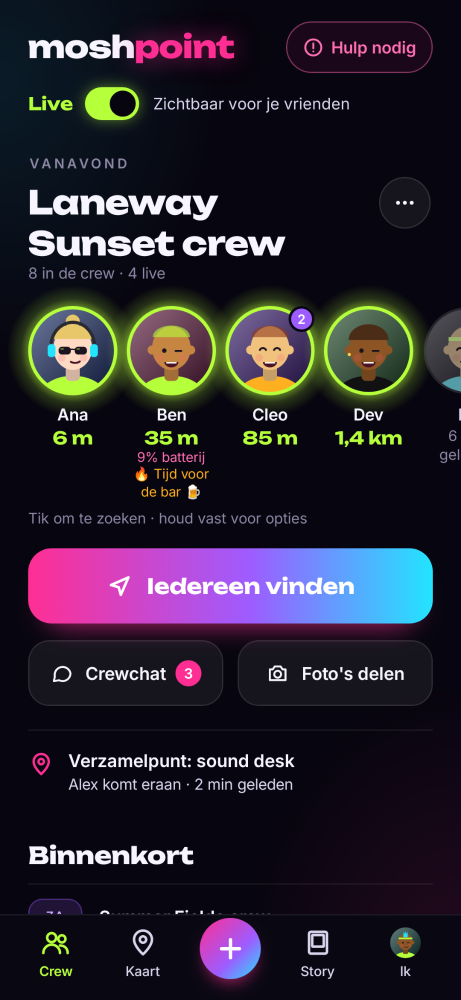 moshpoint
Hulp nodig
Live
Zichtbaar voor je vrienden
VANAVOND
Laneway
Sunset crew
8 in de crew · 4 live
2
Ana
Ben
Cleo
Dev
6 m
35 m
85 m
1,4 km
6
9% batterij
gel
🔥 Tijd voor
de bar 🍺
Tik om te zoeken · houd vast voor opties
Iedereen vinden
Crewchat 3
Foto's delen
Verzamelpunt: sound desk
Alex komt eraan · 2 min geleden
Binnenkort
Crew
Kaart
Story
Ik